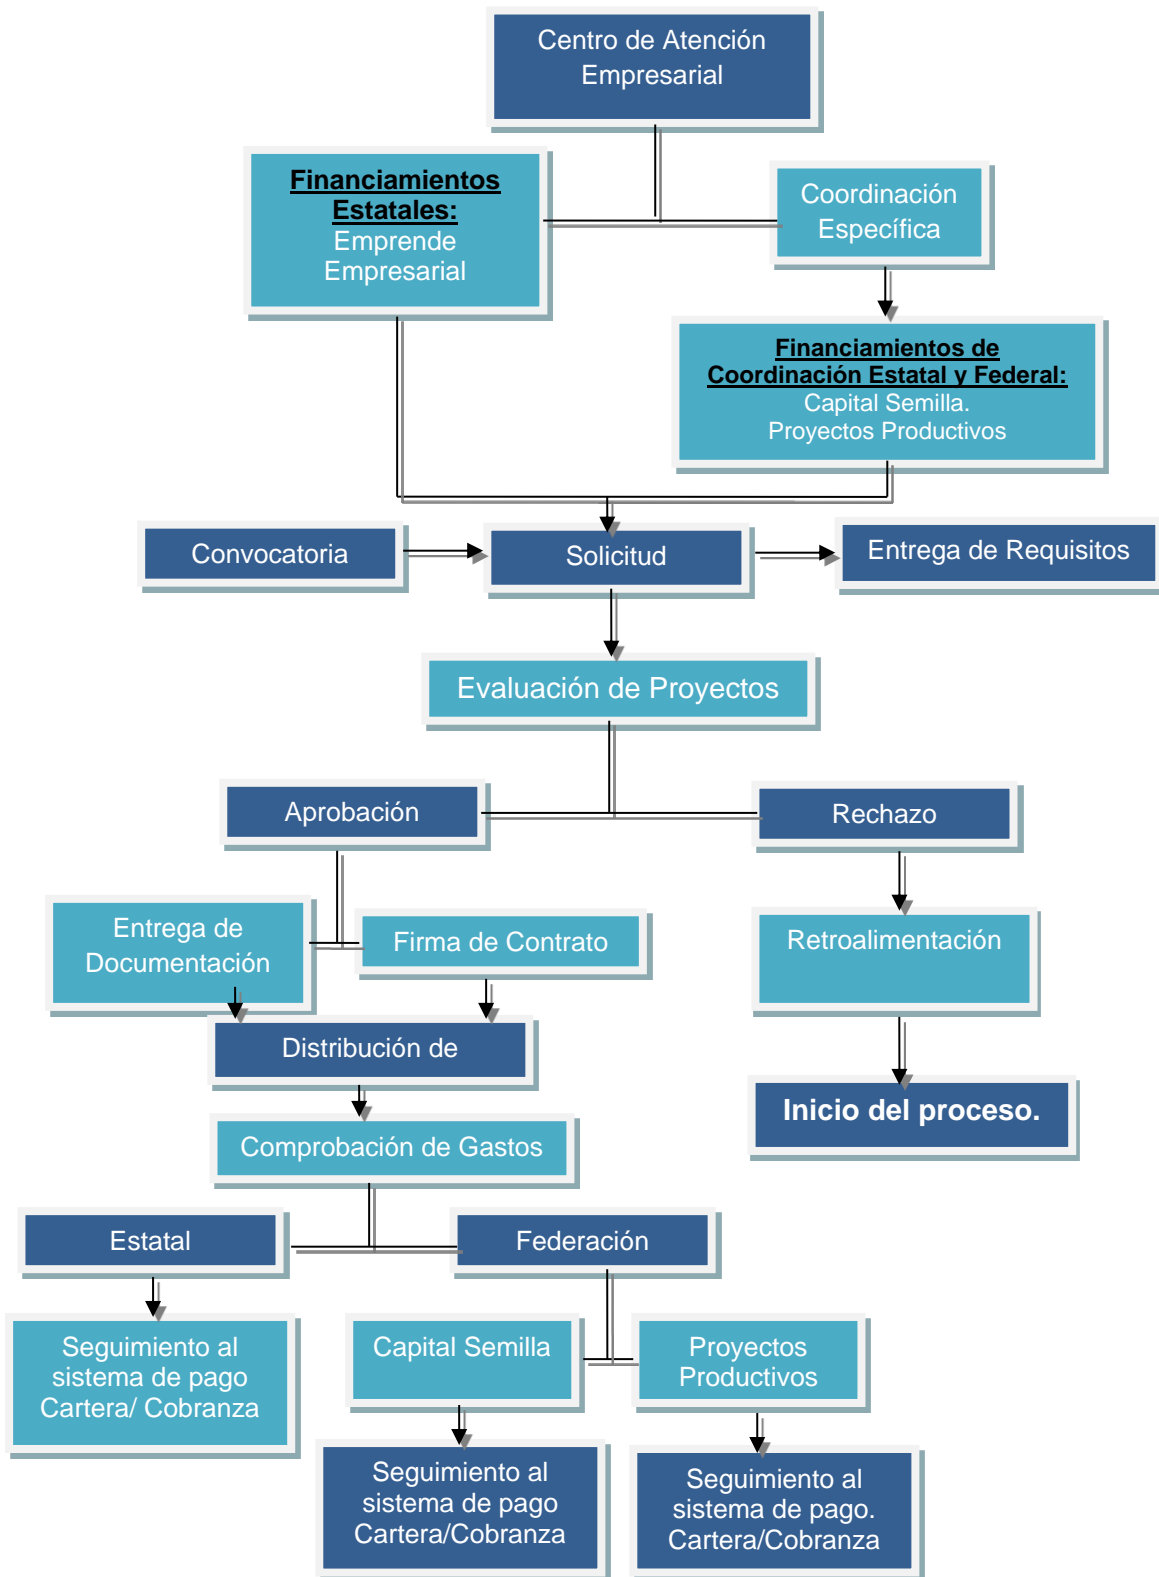 Centro de Atención
Empresarial
Financiamientos
Estatales:
Emprende
Empresarial
Coordinación
Específica
Financiamientos de
Coordinación Estatal y Federal:
Capital Semilla.
Proyectos Productivos
Convocatoria
Solicitud
Entrega de Requisitos
Evaluación de Proyectos
Aprobación
Rechazo
Entrega de
Documentación
Firma de Contrato
Retroalimentación
Distribución de
Inicio del proceso.
Comprobación de Gastos
Estatal
Federación
Seguimiento al
sistema de pago
Cartera/ Cobranza
Capital Semilla
Proyectos
Productivos
Seguimiento al
sistema de pago
Cartera/Cobranza
Seguimiento al
sistema de pago.
Cartera/Cobranza